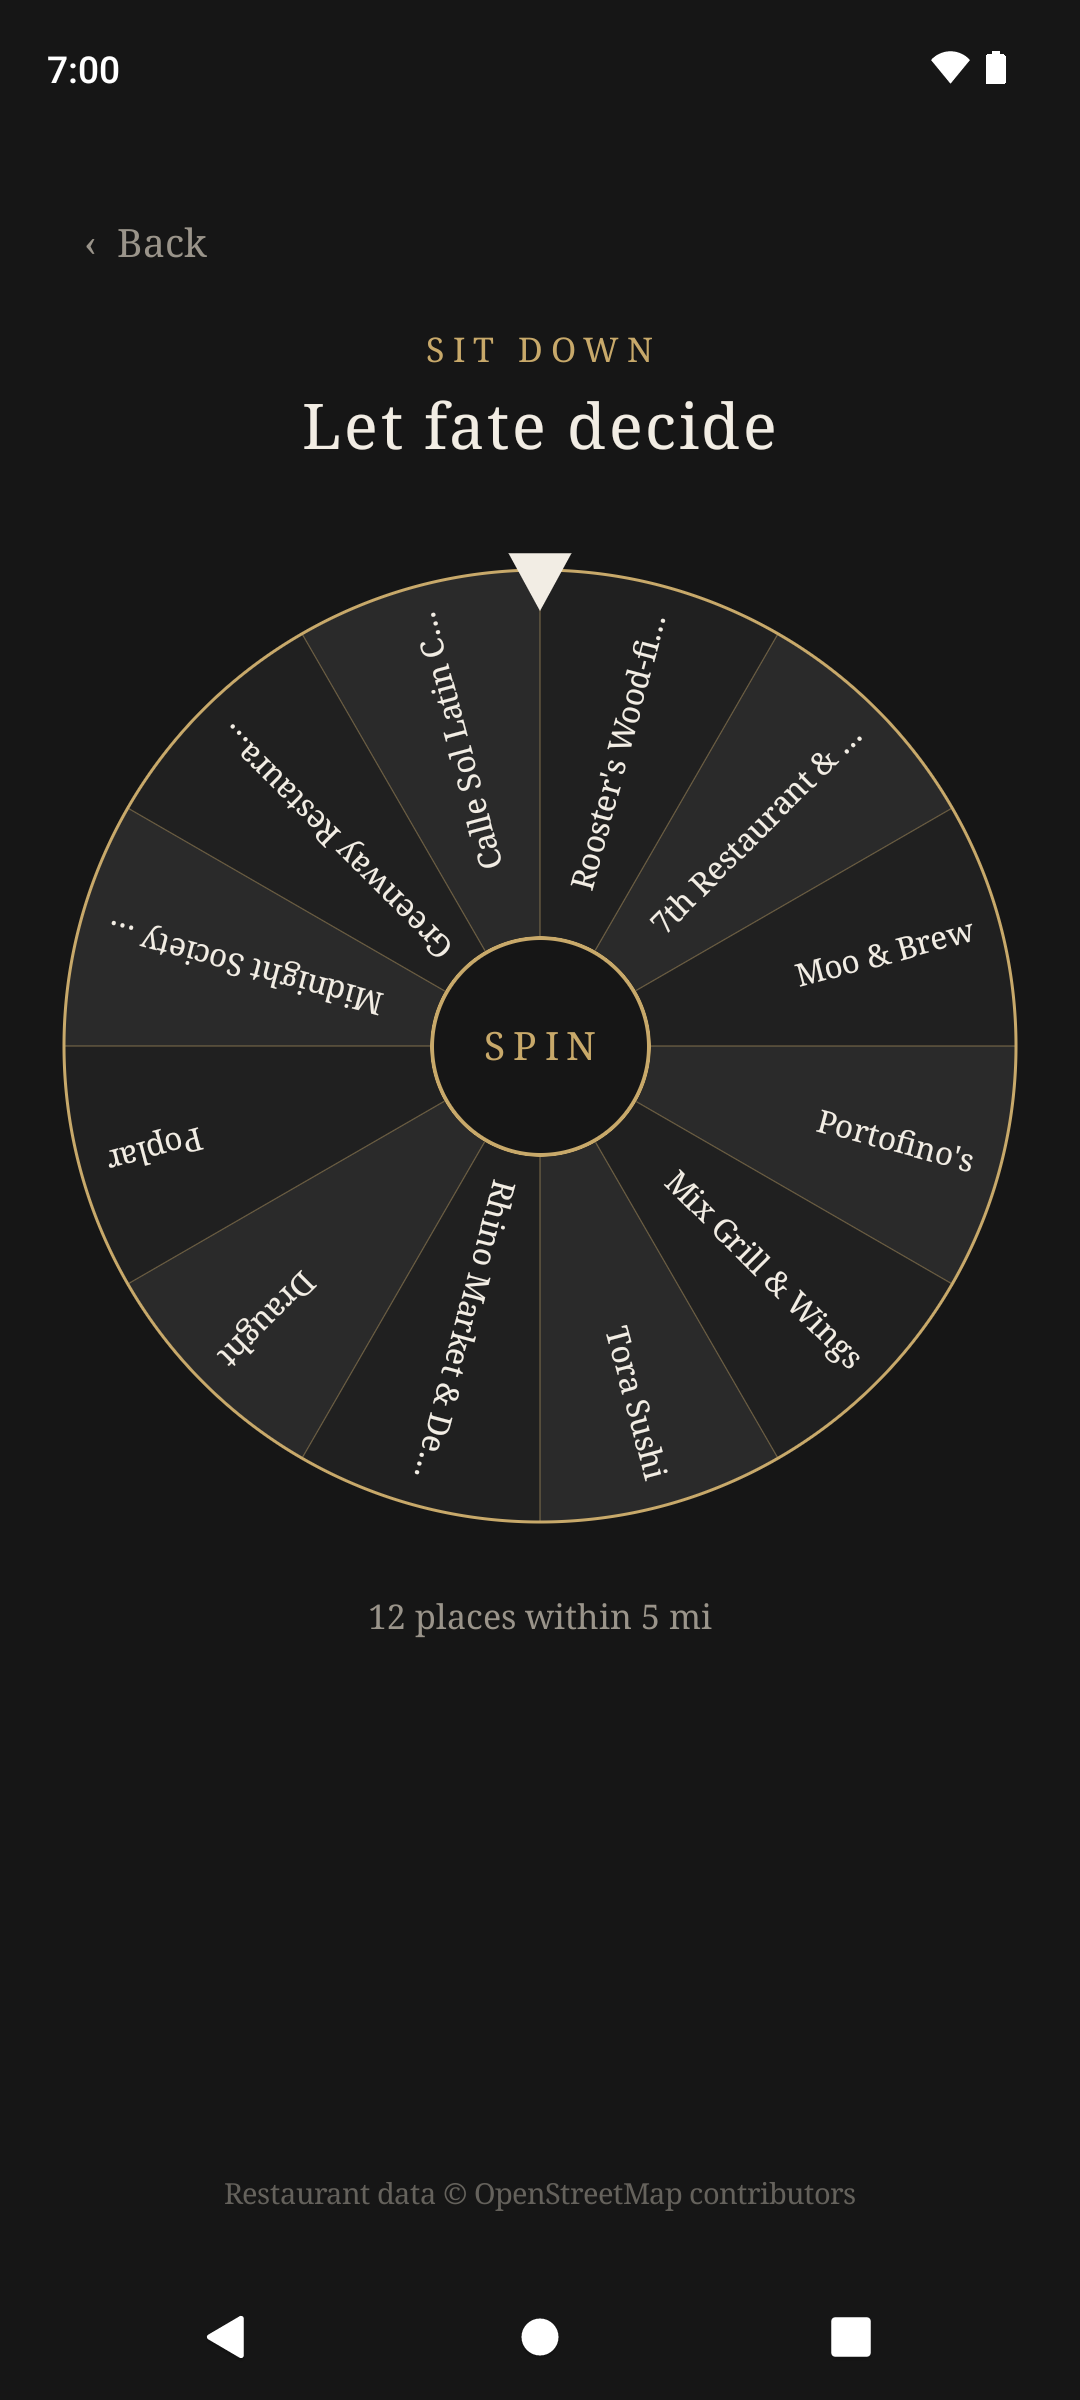 7:00
‹ Back
SIT DOWN
Let fate decide
Rooster's Wood-fi...
7th Restaurant & ...
Moo & Brew
Portofino's
Mix Grill & Wings
Tora Sushi
Rhino Market & De...
Draught
Poplar
Midnight Society ...
Greenway Restaura...
Calle Sol Latin C...
SPIN
12 places within 5 mi
Restaurant data © OpenStreetMap contributors